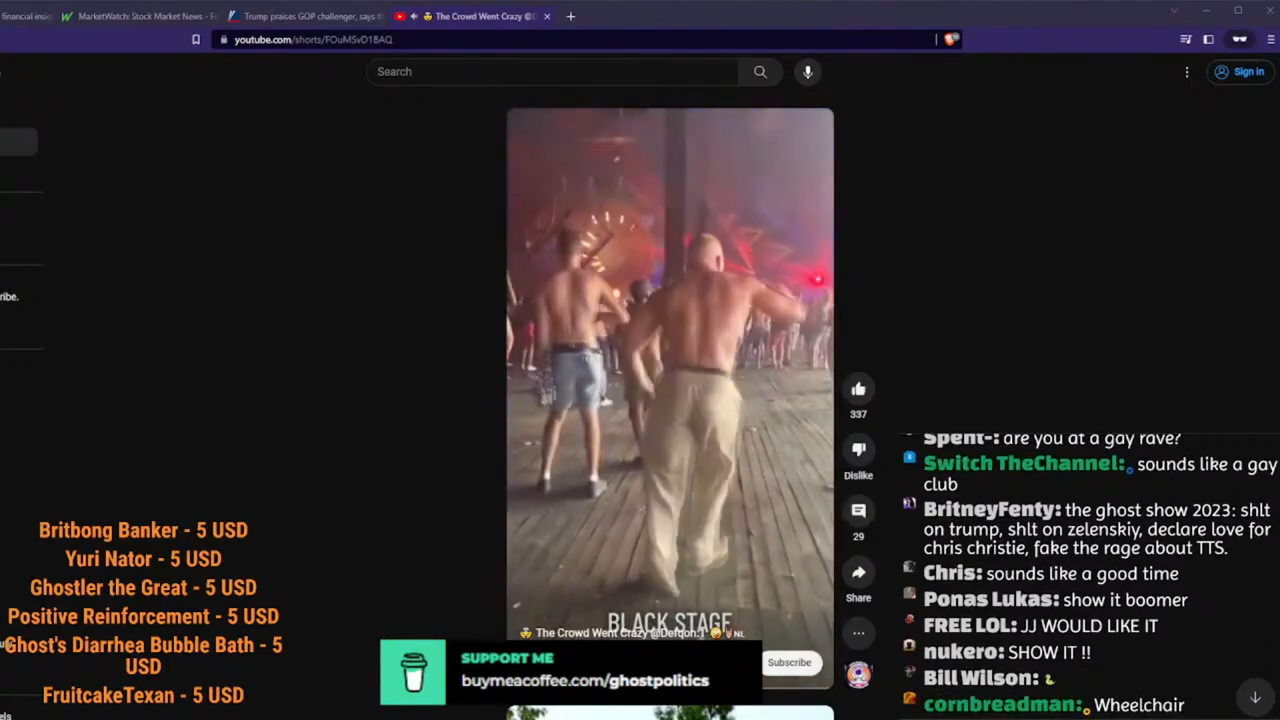 financial insig
MarketWatch: Stock Market News - Fi
Trump praises GOP challenger, says th
The Crowd Went Crazy @D
youtube.com/shorts/FOuMSvD1BAQ
Search
Sign in
ribe.
337
Dislike
29
Share
BLACK STAGE
The Crowd Went Crazy @Defqon.1
NL
Subscribe
SUPPORT ME
buymeacoffee.com/ghostpolitics
Britbong Banker - 5 USD
Yuri Nator - 5 USD
Ghostler the Great - 5 USD
Positive Reinforcement - 5 USD
Ghost's Diarrhea Bubble Bath - 5
USD
FruitcakeTexan - 5 USD
Spent-: are you at a gay rave?
Switch TheChannel: sounds like a gay
club
BritneyFenty: the ghost show 2023: shlt
on trump, shlt on zelenskiy, declare love for
chris christie, fake the rage about TTS.
Chris: sounds like a good time
Ponas Lukas: show it boomer
FREE LOL: JJ WOULD LIKE IT
nukero: SHOW IT !!
Bill Wilson:
cornbreadman: Wheelchair